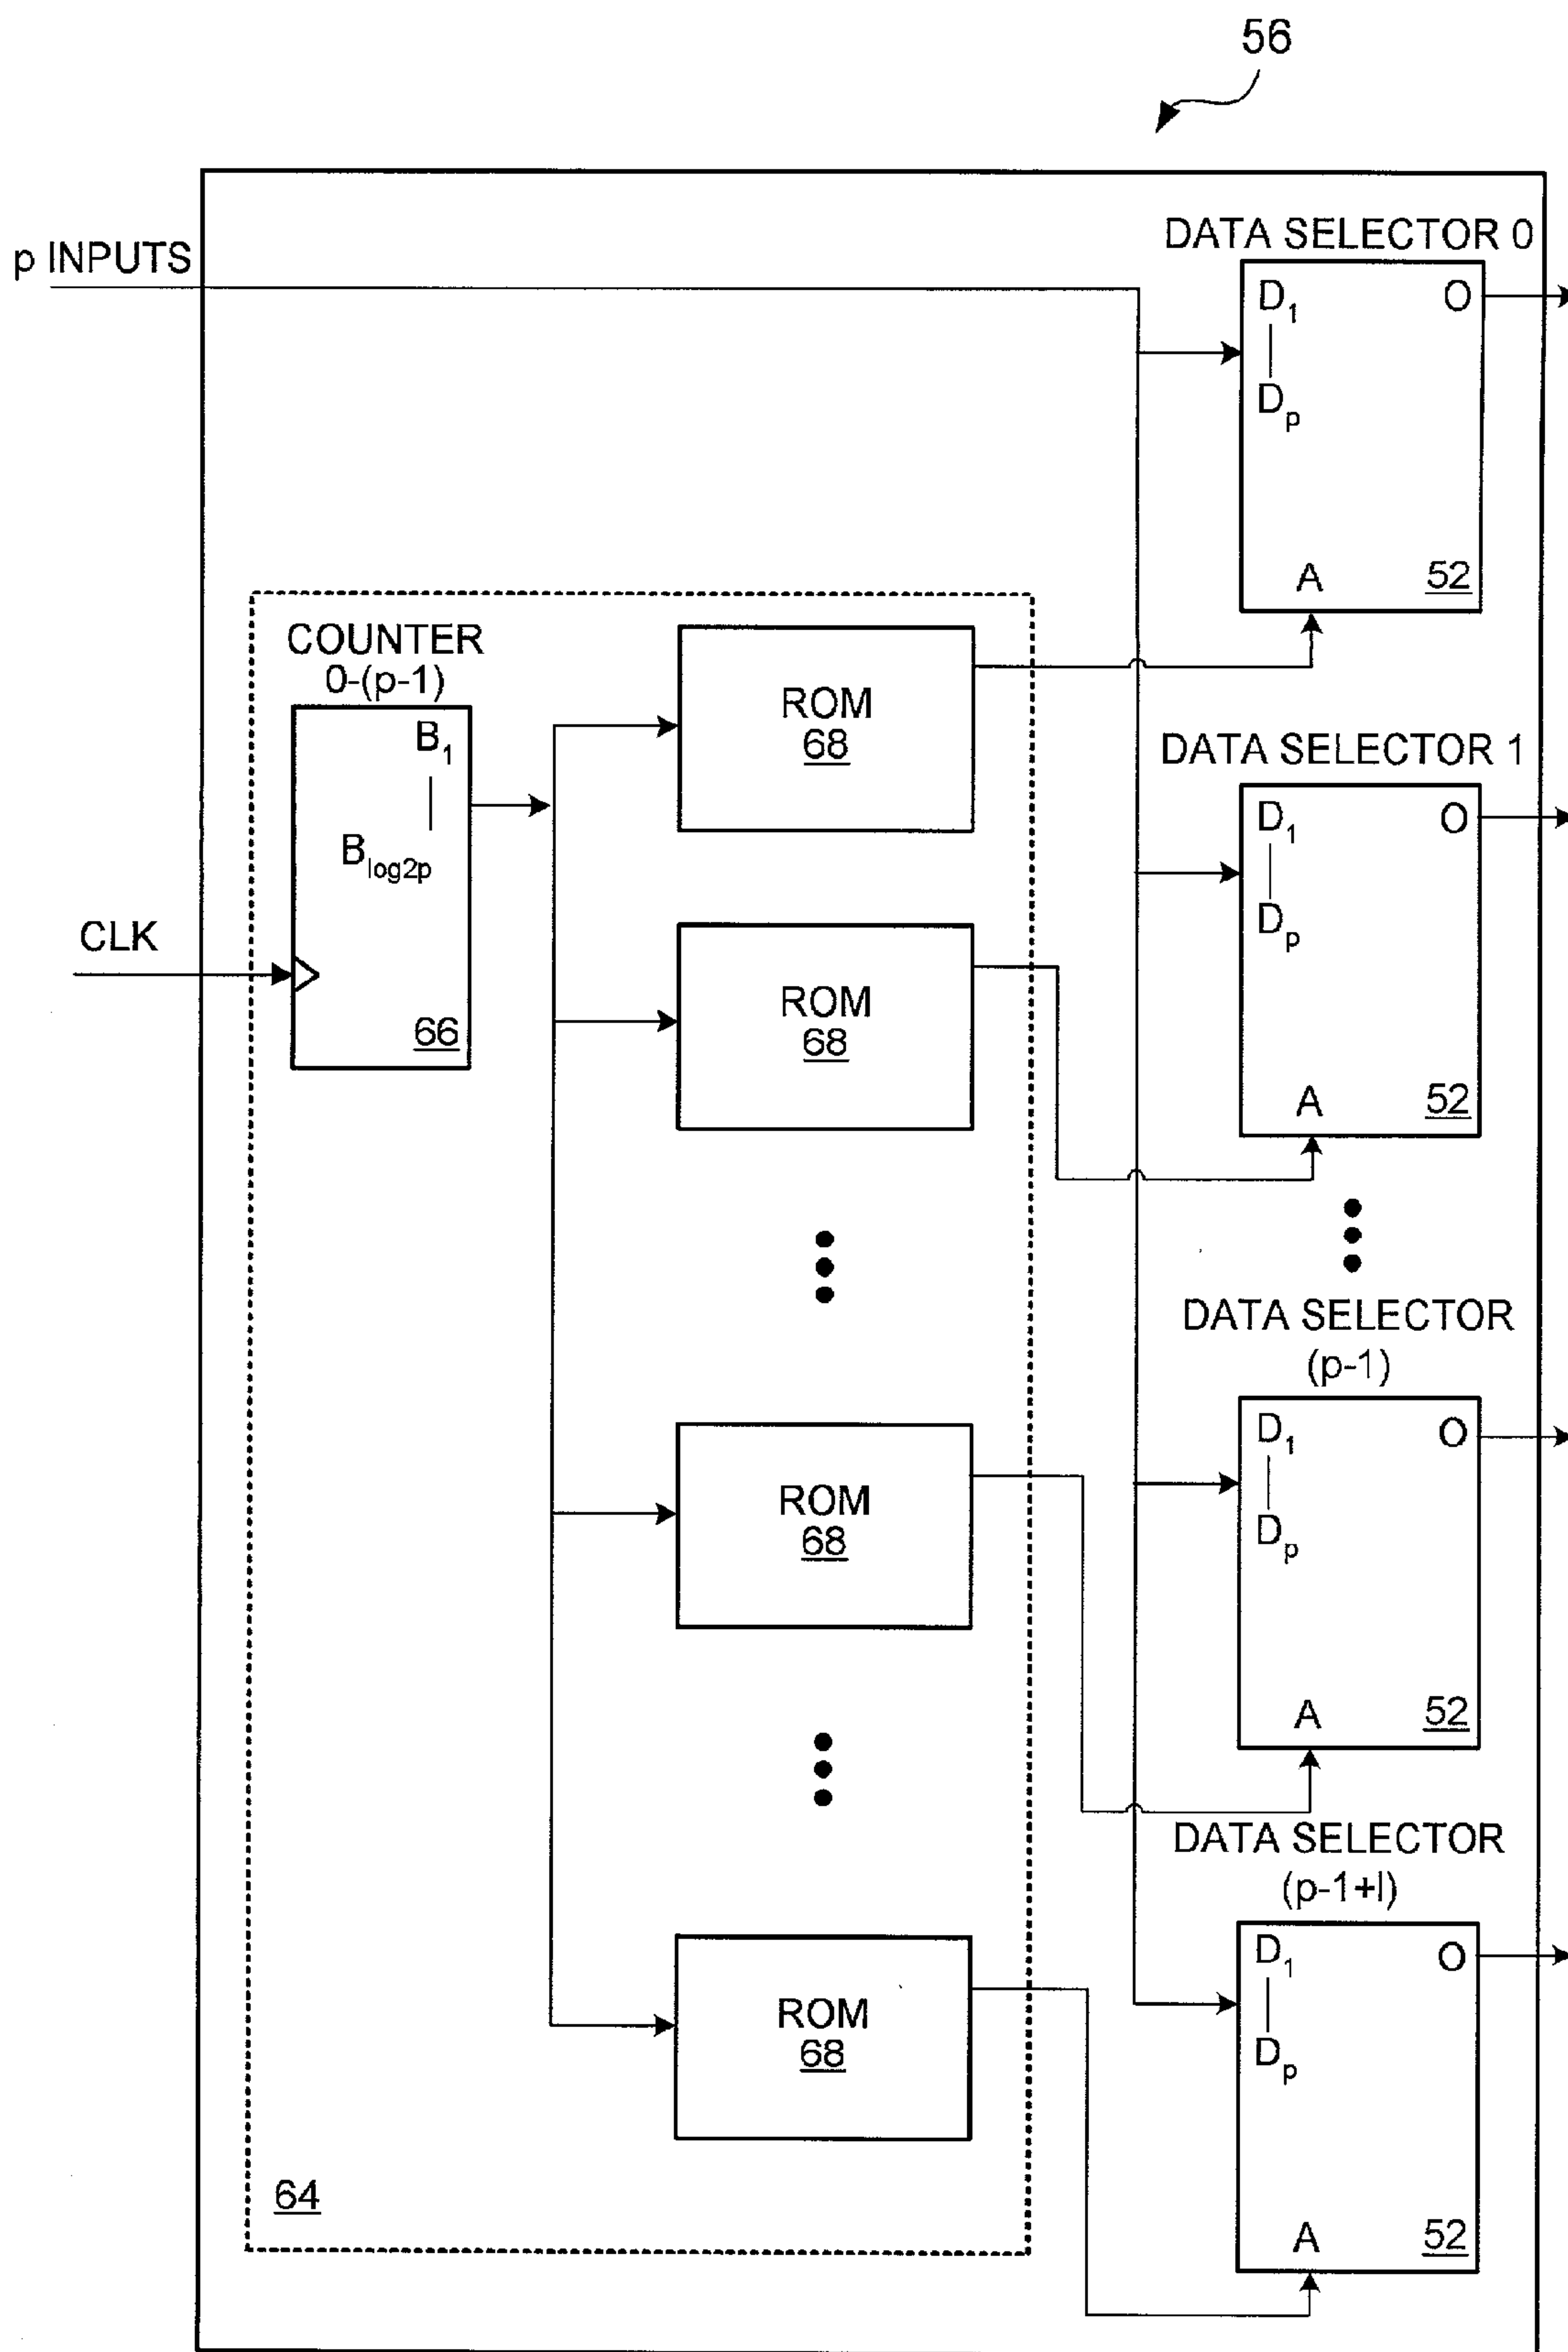 56
p INPUTS
DATA SELECTOR 0
D₁
O
Dₚ
A
52
COUNTER
0-(p-1)
B₁
B_log2p
CLK
66
ROM
68
DATA SELECTOR 1
D₁
O
Dₚ
A
52
ROM
68
DATA SELECTOR
(p-1)
D₁
O
Dₚ
A
52
ROM
68
DATA SELECTOR
(p-1+l)
D₁
O
Dₚ
A
52
ROM
68
64